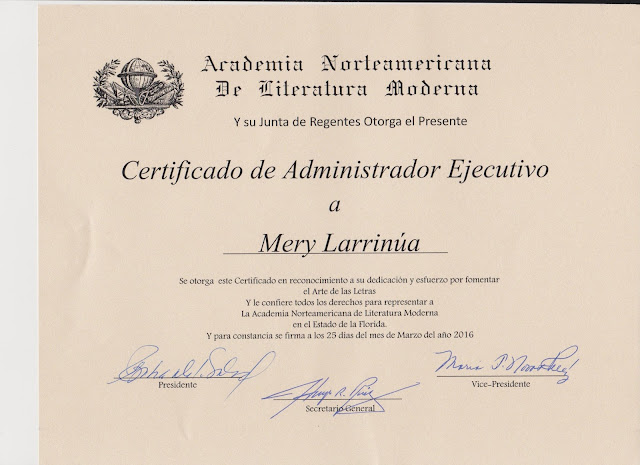 Academia Norteamericana
De Literatura Moderna
Y su Junta de Regentes Otorga el Presente
Certificado de Administrador Ejecutivo
a
Mery Larrinúa
Se otorga este Certificado en reconocimiento a su dedicación y esfuerzo por fomentar
el Arte de las Letras
Y le confiere todos los derechos para representar a
La Academia Norteamericana de Literatura Moderna
en el Estado de la Florida.
Y para constancia se firma a los 25 días del mes de Marzo del año 2016
Presidente
Secretario General
Vice-Presidente